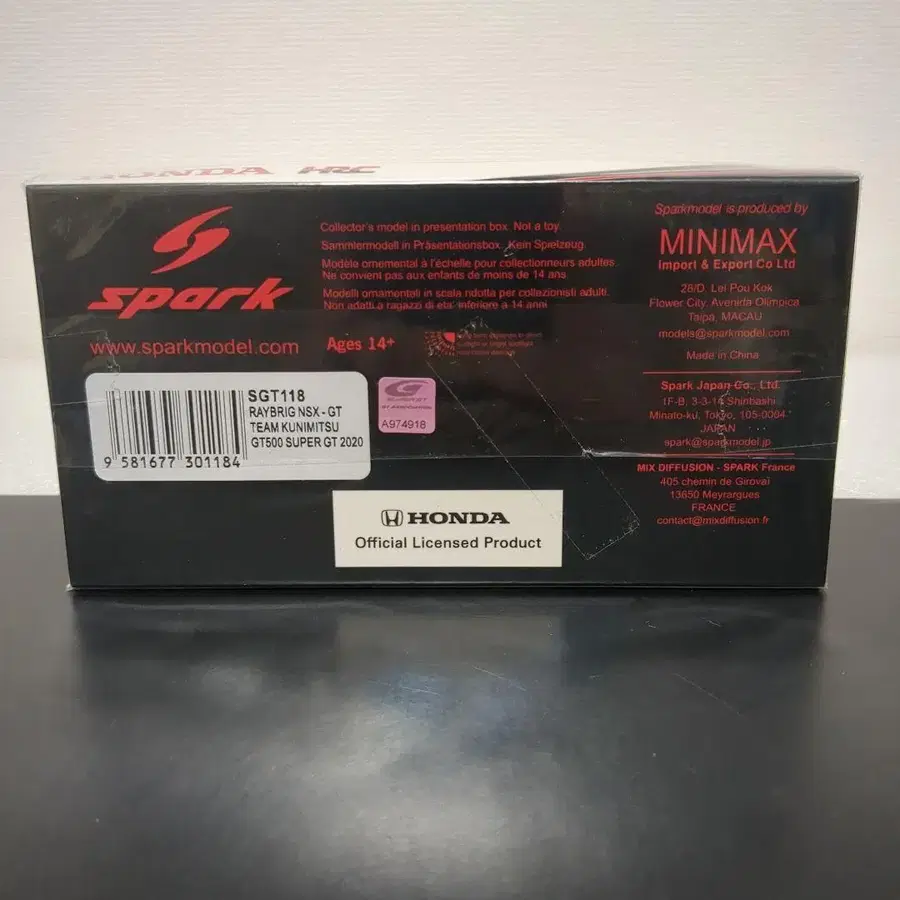 HONDA HRC
spark
www.sparkmodel.com
Collector's model in presentation box. Not a toy.
Sammlermodell in Präsentationsbox. Kein Spielzeug.
Modèle ornemental à l'échelle pour collectionneurs adultes.
Ne convient pas aux enfants de moins de 14 ans
Modelli ornamentali in scala ridotta per collezionisti adulti.
Non adatti a ragazzi di eta' inferiore a 14 anni
Ages 14+
SGT118
RAYBRIG NSX - GT
TEAM KUNIMITSU
GT500 SUPER GT 2020
9 581677 301184
A974918
HONDA
Official Licensed Product
Sparkmodel is produced by
MINIMAX
Import & Export Co Ltd
28/D. Lei Pou Kok
Flower City. Avenida Olimpica
Taipa, MACAU
models@sparkmodel.com
Made in China
Spark Japan Co., Ltd.
1F-B, 3-3-14 Shinbashi
Minato-ku, Tokyo, 105-0004
JAPAN
spark@sparkmodel.jp
MIX DIFFUSION - SPARK France
405 chemin de Girovaï
13650 Meyrargues
FRANCE
contact@mixdiffusion.fr